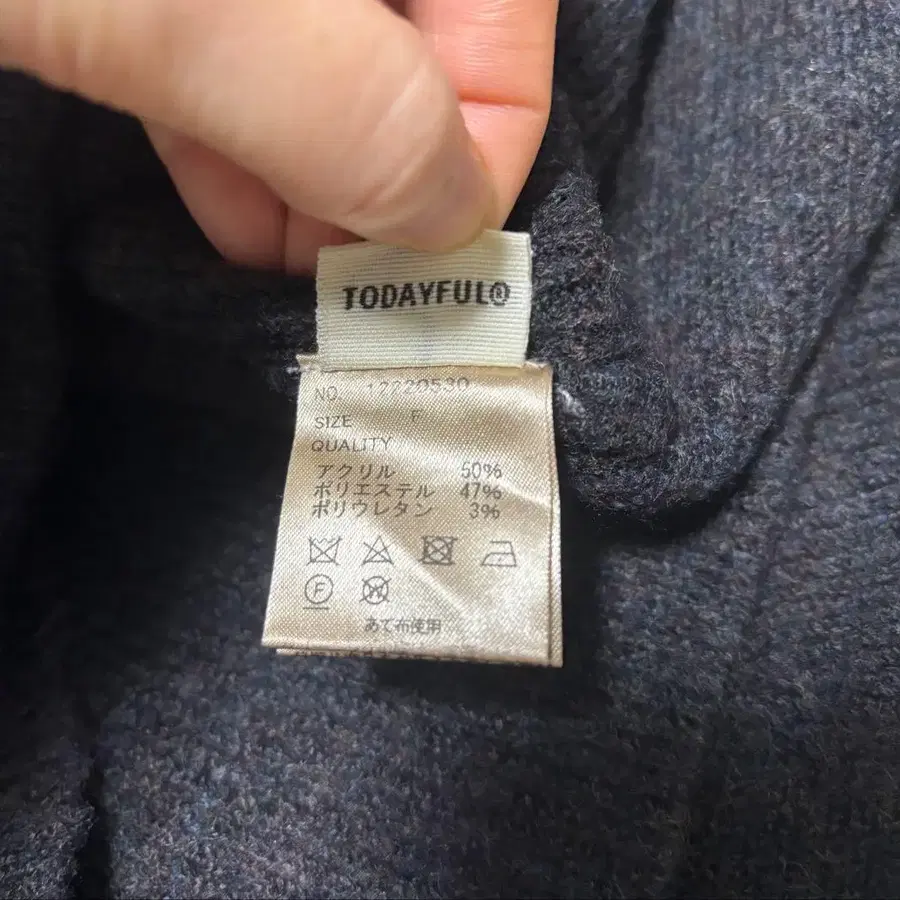 TODAYFUL®
NO. 12220530
SIZE F
QUALITY
アクリル 50%
ポリエステル 47%
ポリウレタン 3%
F
W
あて布使用